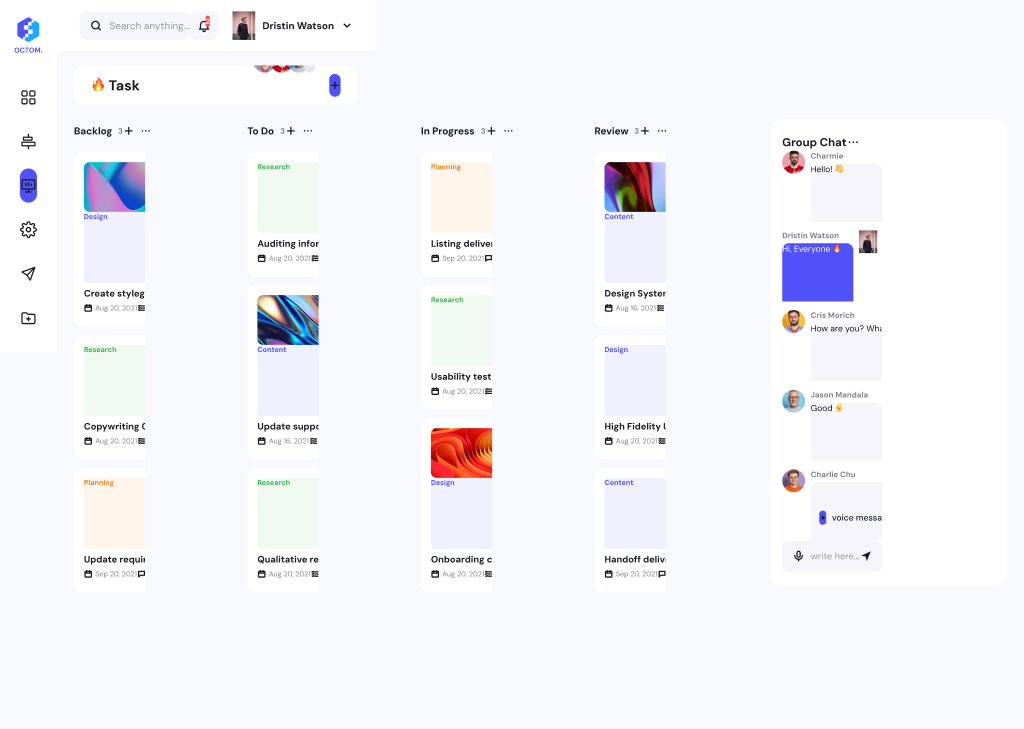 OCTOM.
Search anything...
Dristin Watson
🔥 Task
Backlog 3
Design
Create styleg
Aug 20, 2021
Research
Aug 20, 2021
Planning
Update requir
Sep 20, 2021
To Do 3
Research
Auditing infor
Aug 20, 2021
Content
Update suppo
Aug 16, 2021
Research
Qualitative re
Aug 20, 2021
In Progress 3
Planning
Listing deliver
Sep 20, 2021
Research
Usability test
Aug 20, 2021
Design
Onboarding c
Aug 20, 2021
Review 3
Content
Design System
Aug 16, 2021
Design
High Fidelity U
Aug 20, 2021
Content
Handoff delive
Sep 20, 2021
Group Chat
Charmie
Hello! 👋
Dristin Watson
Hi, Everyone 🔥
Cris Morich
How are you? Wha
Jason Mandala
Good ✌️
Charlie Chu
voice messa
write here...